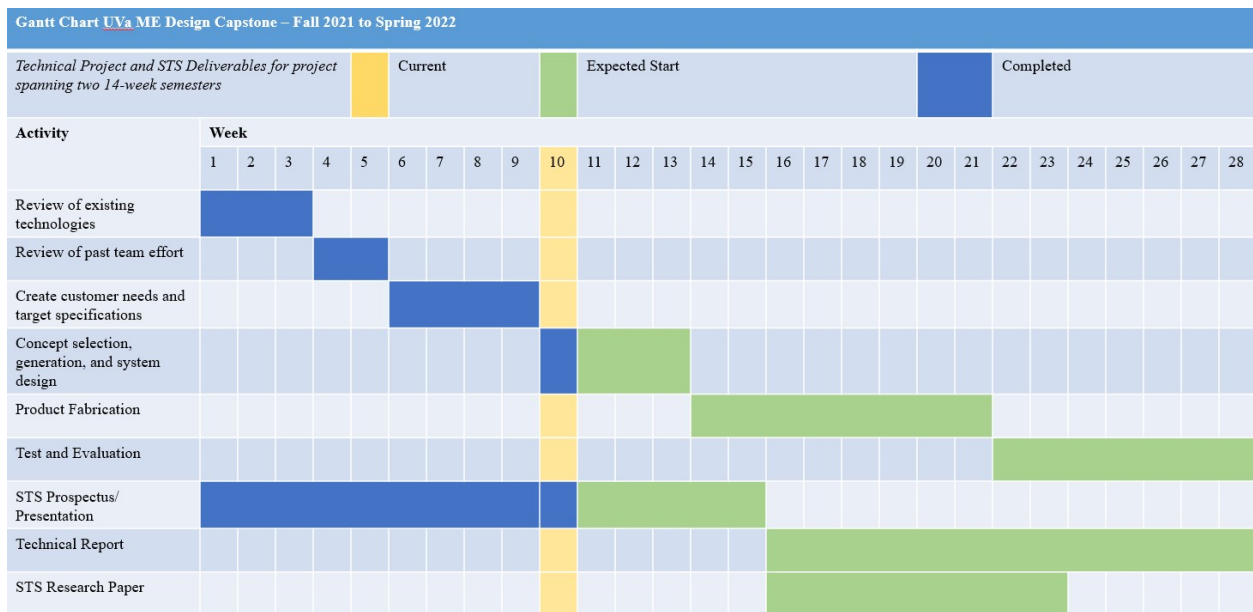 Gantt Chart UVa ME Design Capstone – Fall 2021 to Spring 2022
Technical Project and STS Deliverables for project
spanning two 14-week semesters
Current
Expected Start
Completed
Activity
Week
1 2 3 4 5 6 7 8 9 10 11 12 13 14 15 16 17 18 19 20 21 22 23 24 25 26 27 28
Review of existing
technologies
Review of past team effort
Create customer needs and
target specifications
Concept selection,
generation, and system
design
Product Fabrication
Test and Evaluation
STS Prospectus/
Presentation
Technical Report
STS Research Paper